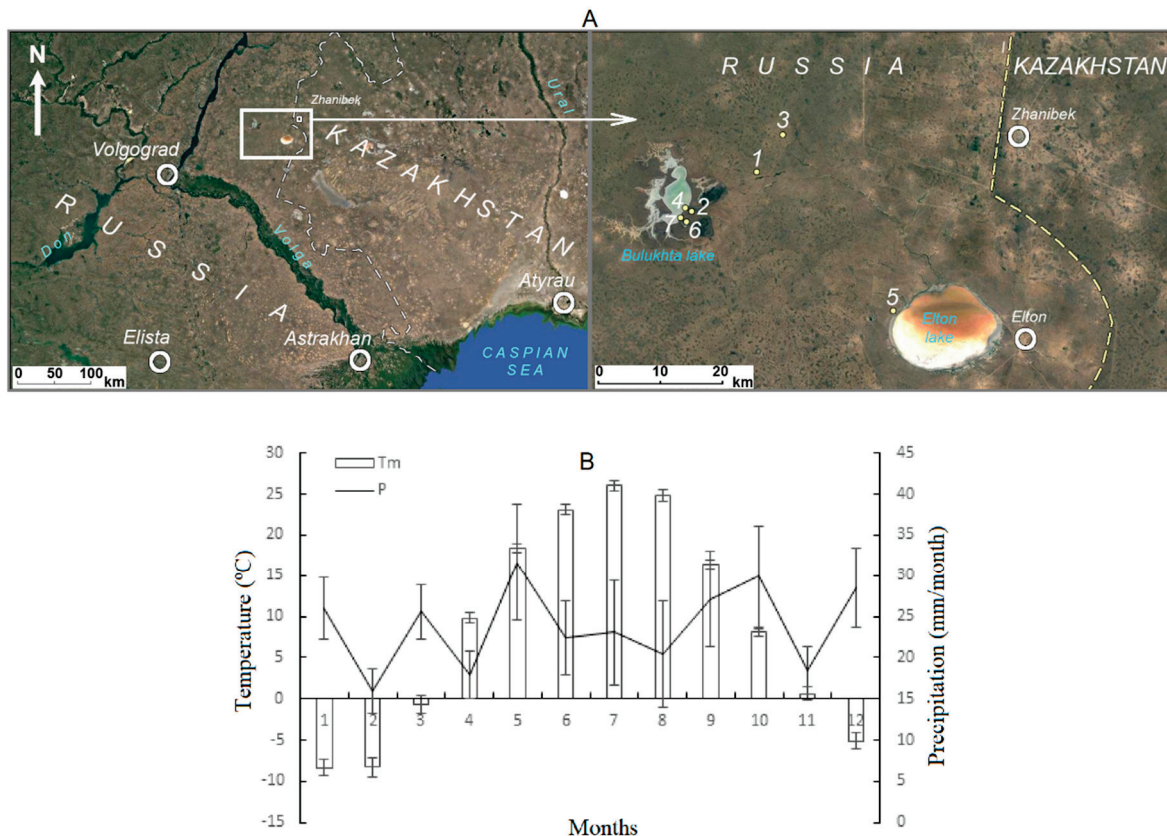 A
N
Volgograd
Zhanibek
Ural
KAZAKHSTAN
RUSSIA
Don
Volga
Atyrau
Elista
Astrakhan
CASPIAN
SEA
0 50 100
km
RUSSIA
KAZAKHSTAN
Zhanibek
3
1
4
2
7
6
Bulukhta lake
5
Elton
lake
Elton
0 10 20
km
B
Tm
P
Temperature (ºC)
30
25
20
15
10
5
0
-5
-10
-15
1 2 3 4 5 6 7 8 9 10 11 12
Months
45
40
35
30
25
20
15
10
5
0
Precipitation (mm/month)